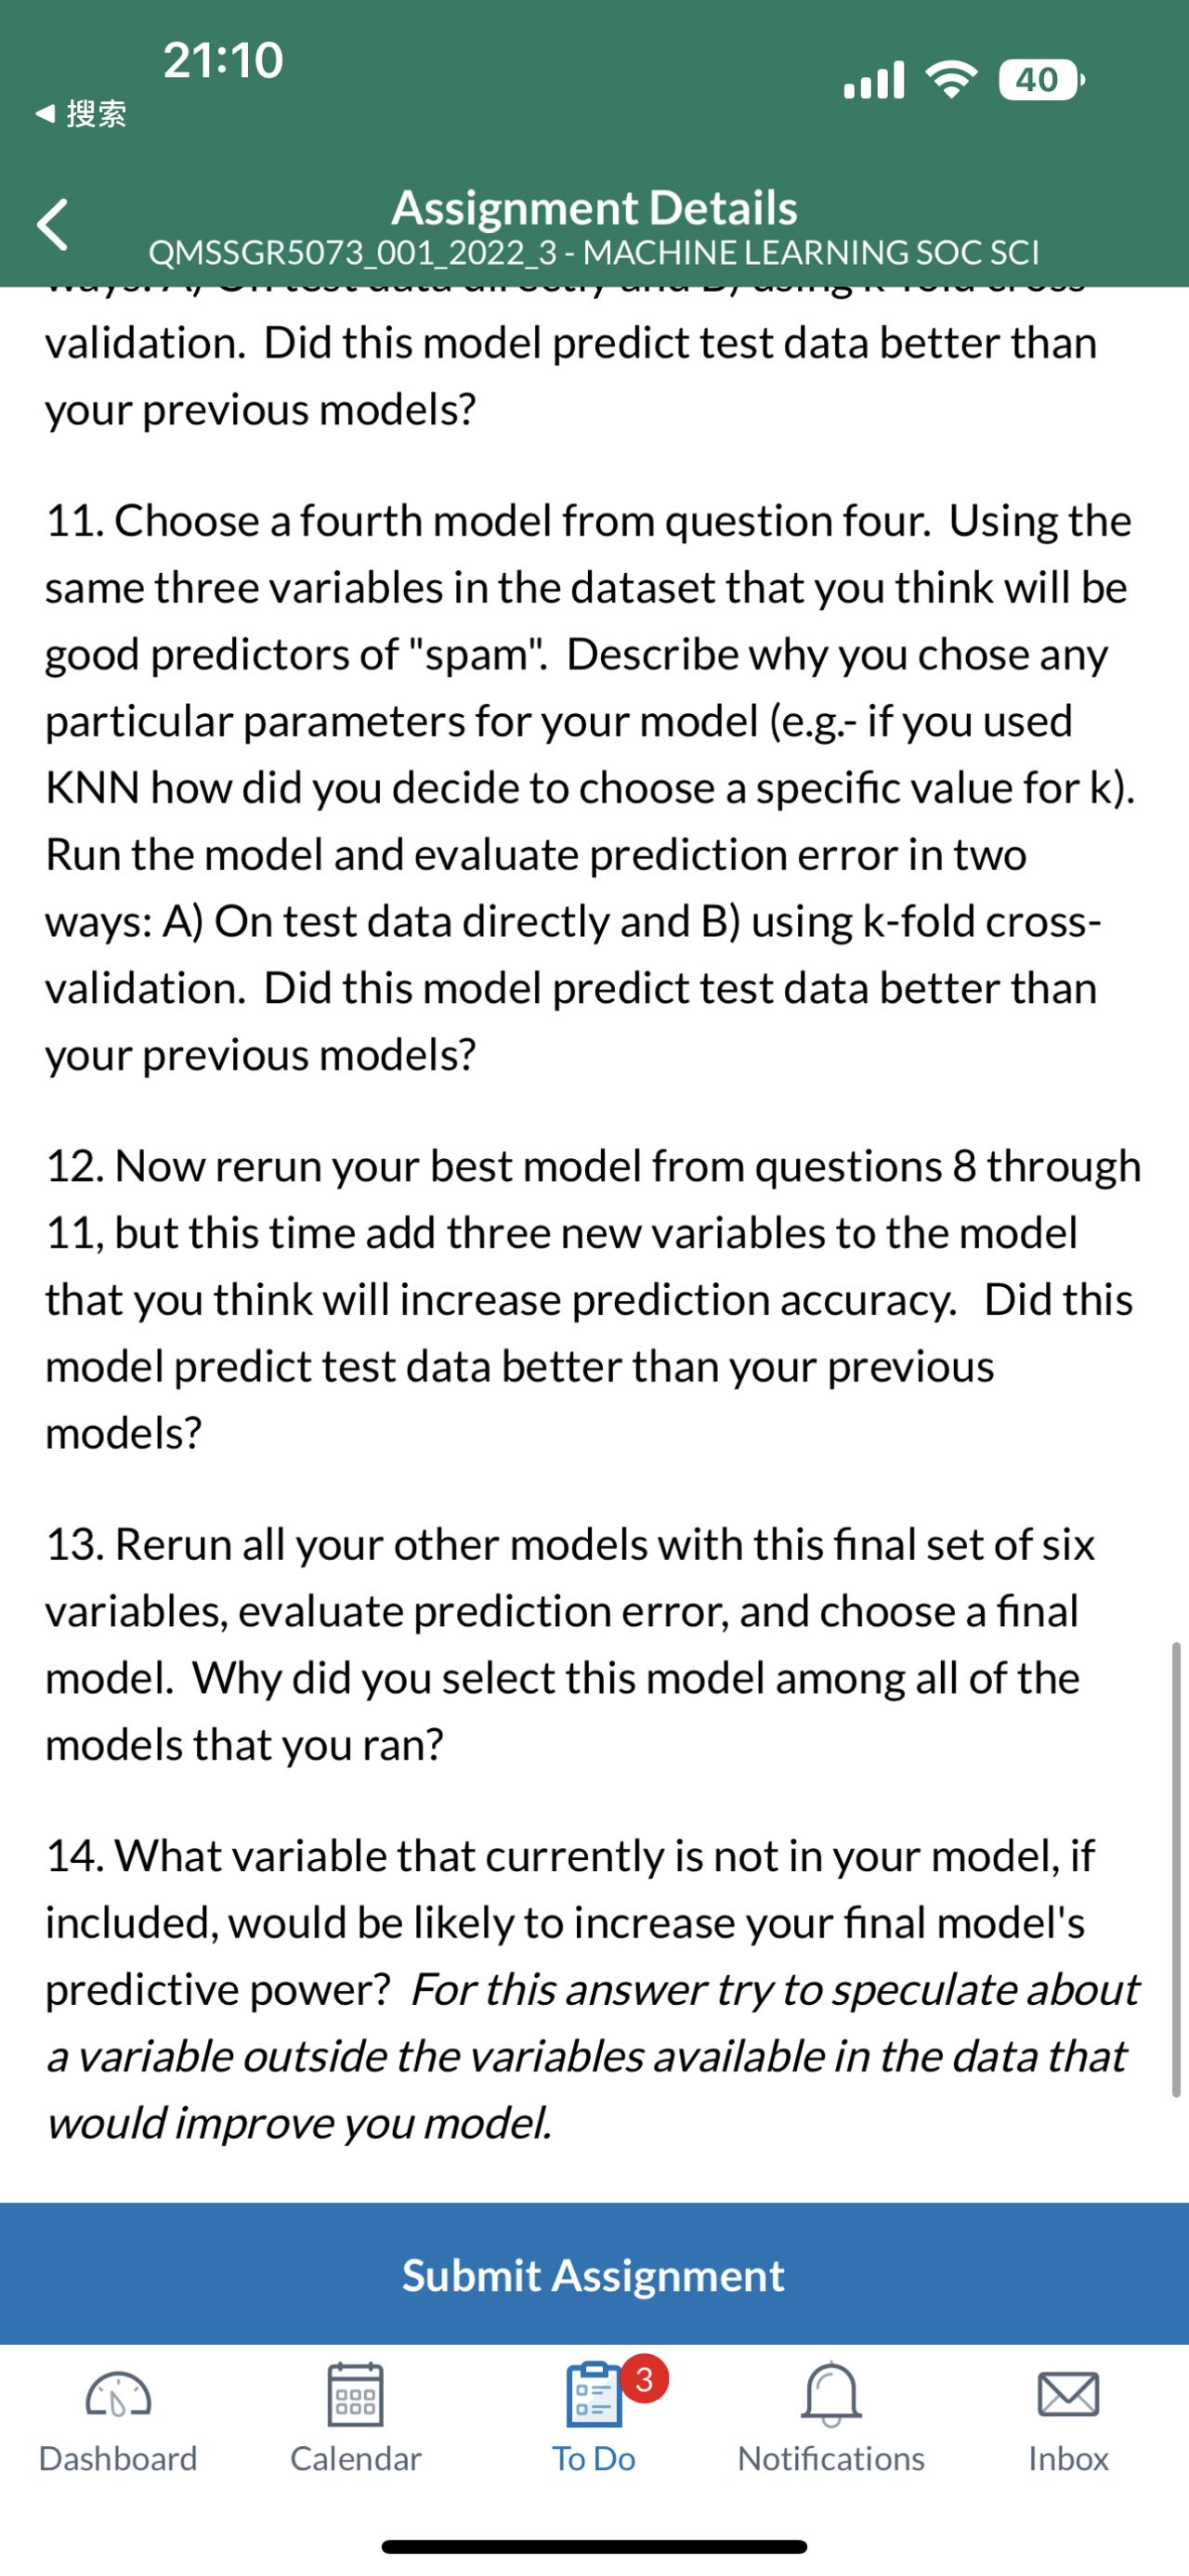 21:10
40
◀ 搜索
Assignment Details
QMSSGR5073_001_2022_3 - MACHINE LEARNING SOC SCI
ways: A) On test data directly and B) using k-fold cross-
validation.  Did this model predict test data better than
your previous models?
11. Choose a fourth model from question four.  Using the
same three variables in the dataset that you think will be
good predictors of "spam".  Describe why you chose any
particular parameters for your model (e.g.- if you used
KNN how did you decide to choose a specific value for k).
Run the model and evaluate prediction error in two
ways: A) On test data directly and B) using k-fold cross-
validation.  Did this model predict test data better than
your previous models?
12. Now rerun your best model from questions 8 through
11, but this time add three new variables to the model
that you think will increase prediction accuracy.   Did this
model predict test data better than your previous
models?
13. Rerun all your other models with this final set of six
variables, evaluate prediction error, and choose a final
model.  Why did you select this model among all of the
models that you ran?
14. What variable that currently is not in your model, if
included, would be likely to increase your final model's
predictive power?  For this answer try to speculate about
a variable outside the variables available in the data that
would improve you model.
Submit Assignment
3
Dashboard
Calendar
To Do
Notifications
Inbox